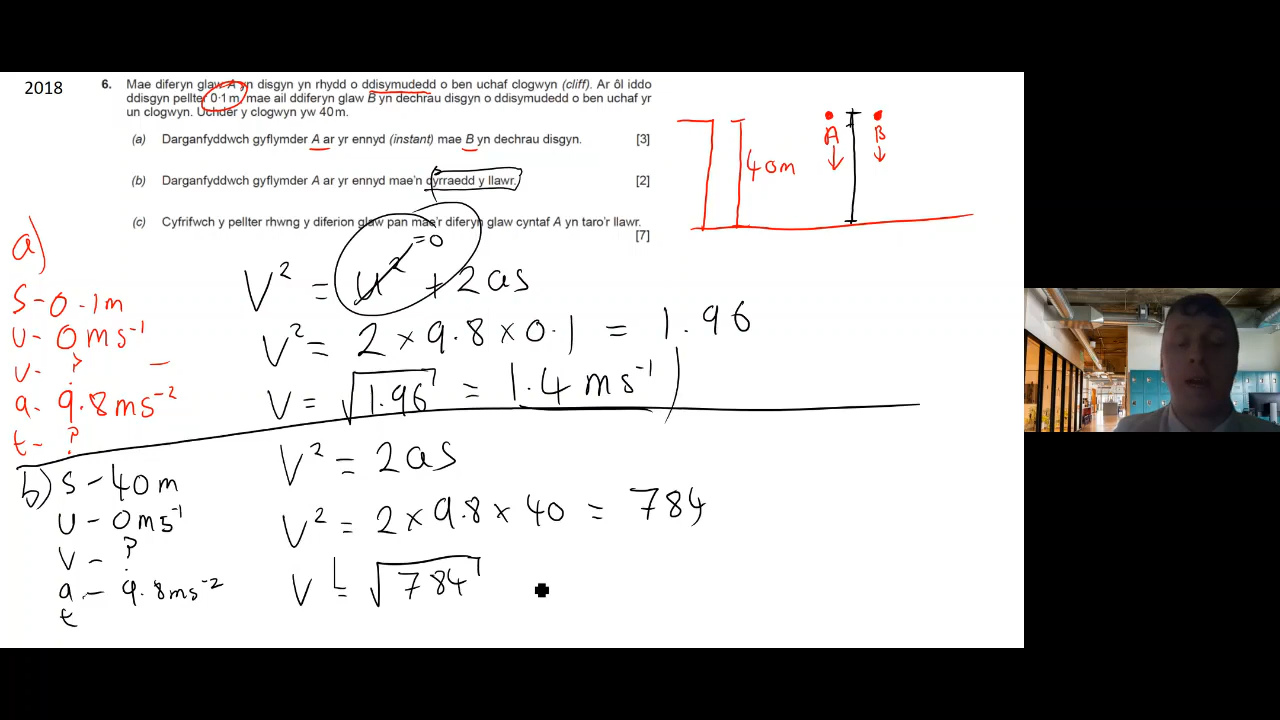 2018
6. Mae diferyn glaw A yn disgyn yn rhydd o ddisymudedd o ben uchaf clogwyn (cliff). Ar ôl iddo
ddisgyn pellter 0·1 m, mae ail ddiferyn glaw B yn dechrau disgyn o ddisymudedd o ben uchaf yr
un clogwyn. Uchder y clogwyn yw 40 m.
(a) Darganfyddwch gyflymder A ar yr ennyd (instant) mae B yn dechrau disgyn. [3]
(b) Darganfyddwch gyflymder A ar yr ennyd mae'n dyrraedd y llawr. [2]
(c) Cyfrifwch y pellter rhwng y diferion glaw pan mae'r diferyn glaw cyntaf A yn taro'r llawr.
[7]
40m
A
B
a)
S-0.1m
U-0ms⁻¹
V-?
a-9.8ms⁻²
t-?
=0
V² = u² + 2as
V² = 2 × 9.8 × 0.1 = 1.96
V = √1.96 = 1.4 ms⁻¹
b) S-40m
U-0ms⁻¹
V-?
a-9.8ms⁻²
t
V² = 2as
V² = 2 × 9.8 × 40 = 784
V = √784